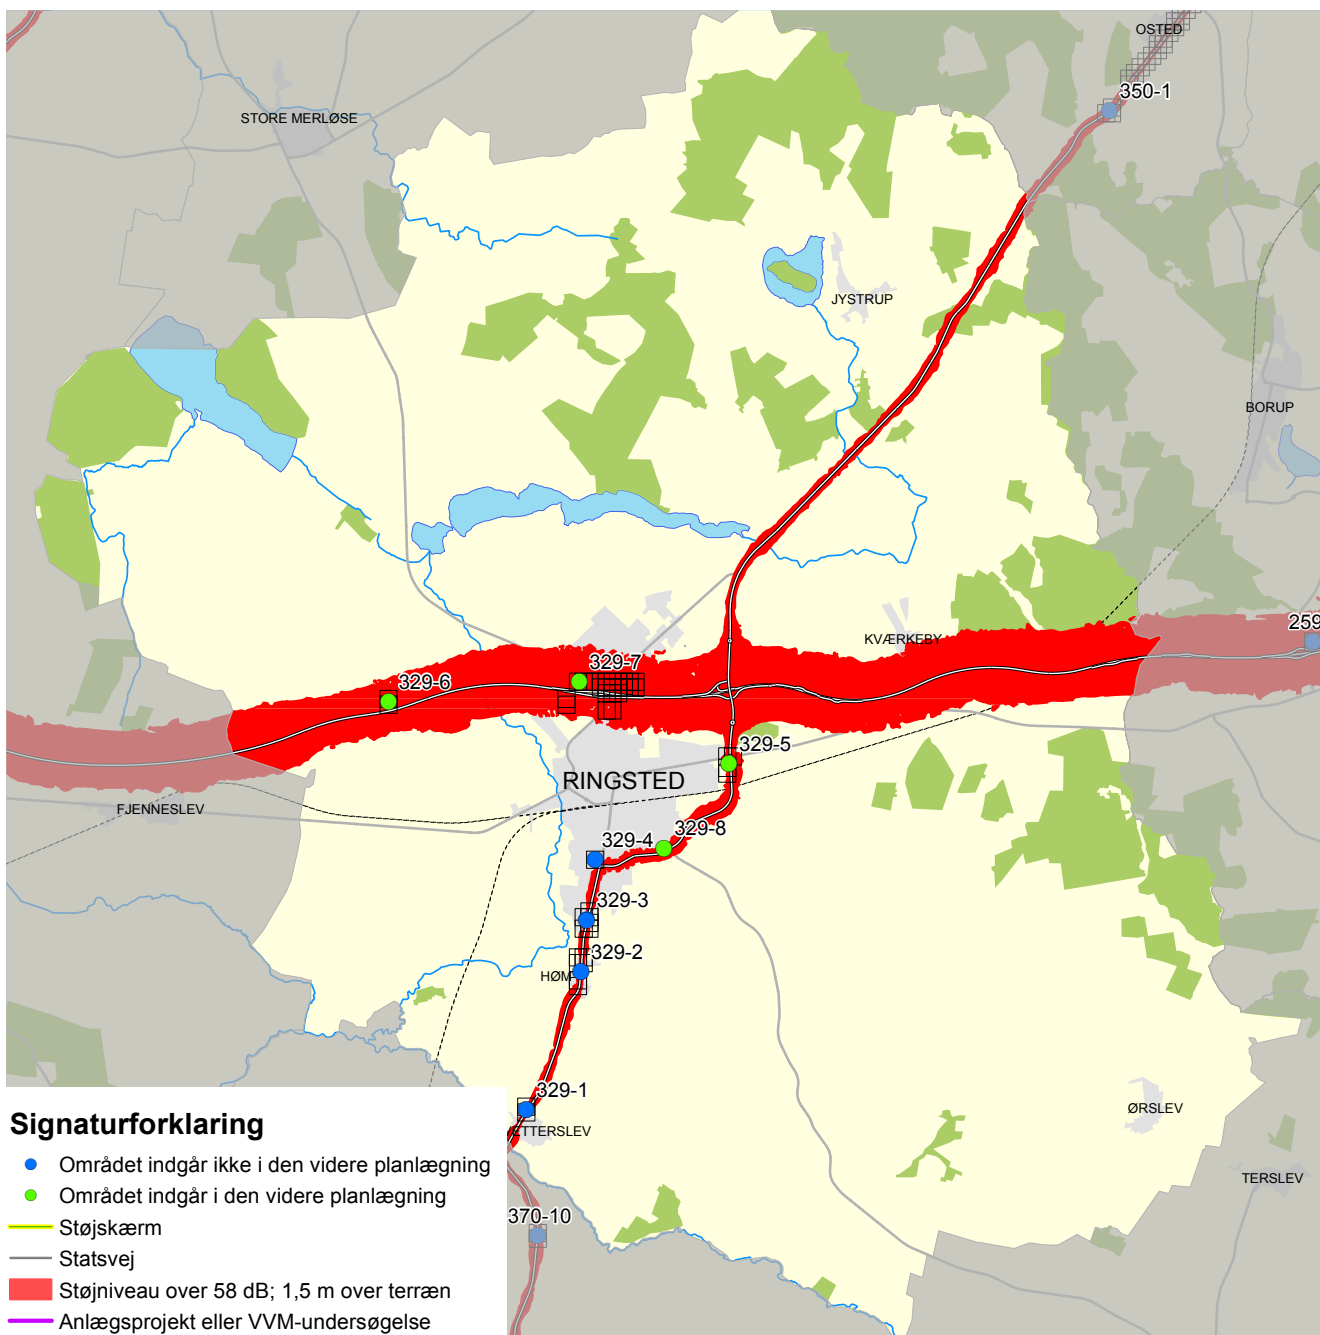 OSTED
350-1
STORE MERLØSE
JYSTRUP
BORUP
259
KVÆRKEBY
329-7
329-6
329-5
RINGSTED
FJENNESLEV
329-8
329-4
329-3
329-2
HØM
329-1
ETTERSLEV
ØRSLEV
TERSLEV
370-10
Signaturforklaring
Området indgår ikke i den videre planlægning
Området indgår i den videre planlægning
Støjskærm
Statsvej
Støjniveau over 58 dB; 1,5 m over terræn
Anlægsprojekt eller VVM-undersøgelse